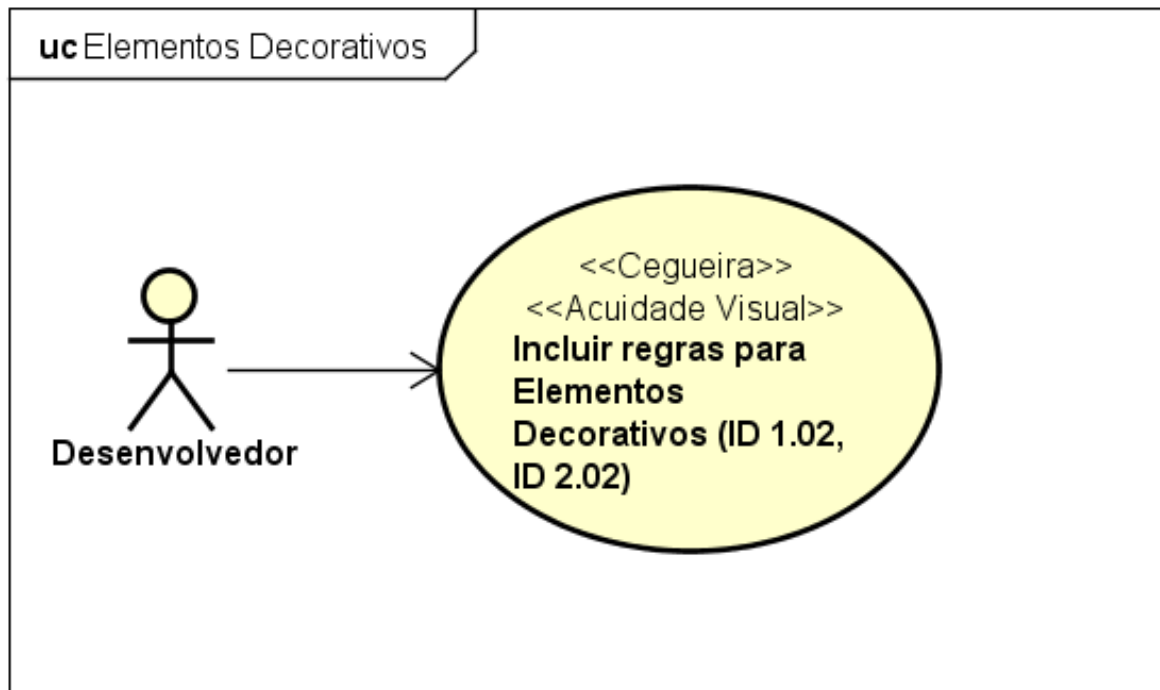 uc Elementos Decorativos
<<Cegueira>>
<<Acuidade Visual>>
Incluir regras para
Elementos
Decorativos (ID 1.02,
ID 2.02)
Desenvolvedor